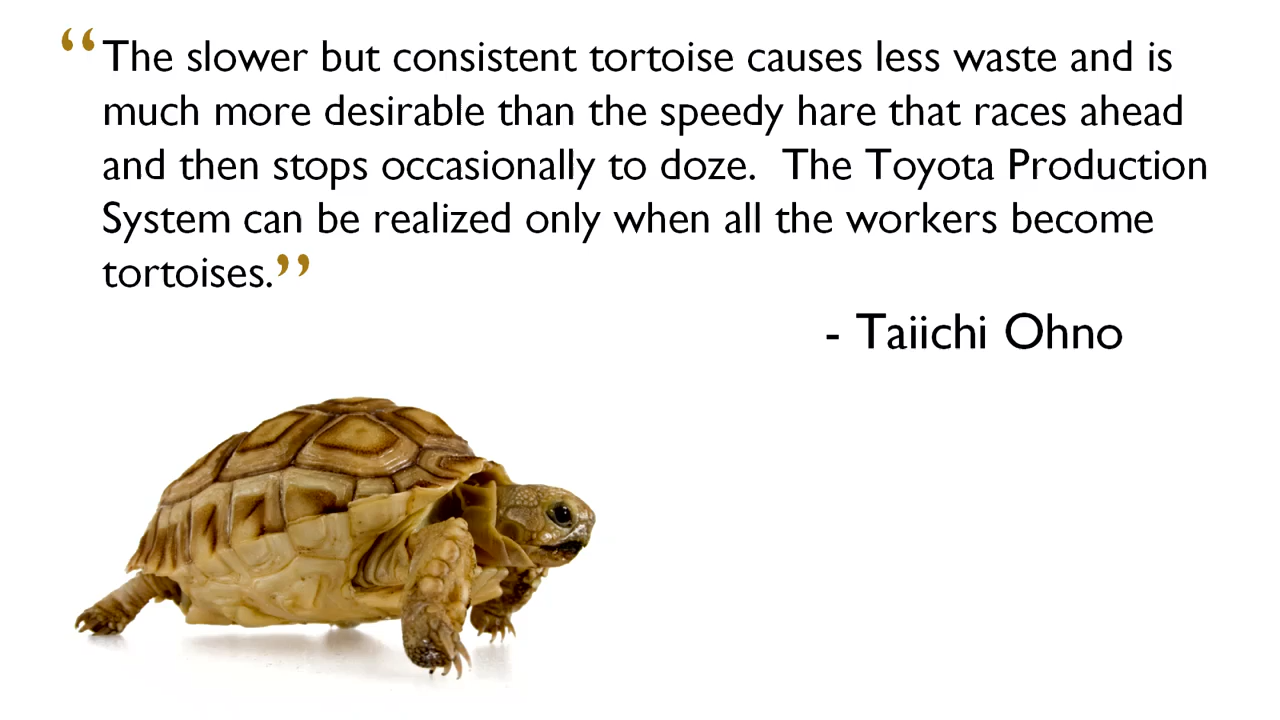 “The slower but consistent tortoise causes less waste and is
much more desirable than the speedy hare that races ahead
and then stops occasionally to doze.  The Toyota Production
System can be realized only when all the workers become
tortoises.”
- Taiichi Ohno